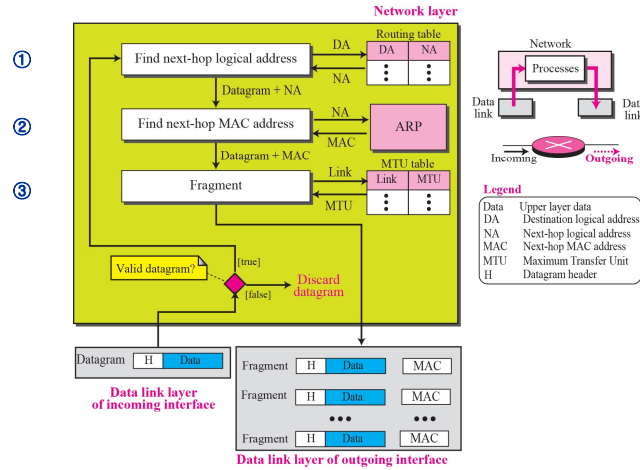 Network layer
Routing table
①
Find next-hop logical address
DA
NA
DA
NA
Datagram + NA
②
Find next-hop MAC address
NA
MAC
ARP
Datagram + MAC
③
Fragment
Link
MTU
MTU table
Link
MTU
Valid datagram?
[true]
[false]
Discard
datagram
Datagram
H
Data
Data link layer
of incoming interface
Fragment
H
Data
MAC
Fragment
H
Data
MAC
Fragment
H
Data
MAC
Data link layer of outgoing interface
Network
Processes
Data
link
Data
link
Incoming
Outgoing
Legend
Data Upper layer data
DA Destination logical address
NA Next-hop logical address
MAC Next-hop MAC address
MTU Maximum Transfer Unit
H Datagram header